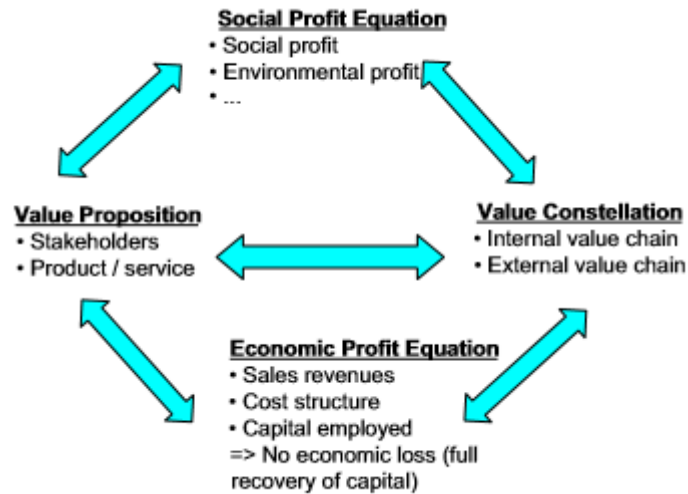 Social Profit Equation
• Social profit
• Environmental profit
• ...
Value Proposition
• Stakeholders
• Product / service
Value Constellation
• Internal value chain
• External value chain
Economic Profit Equation
• Sales revenues
• Cost structure
• Capital employed
=> No economic loss (full
recovery of capital)